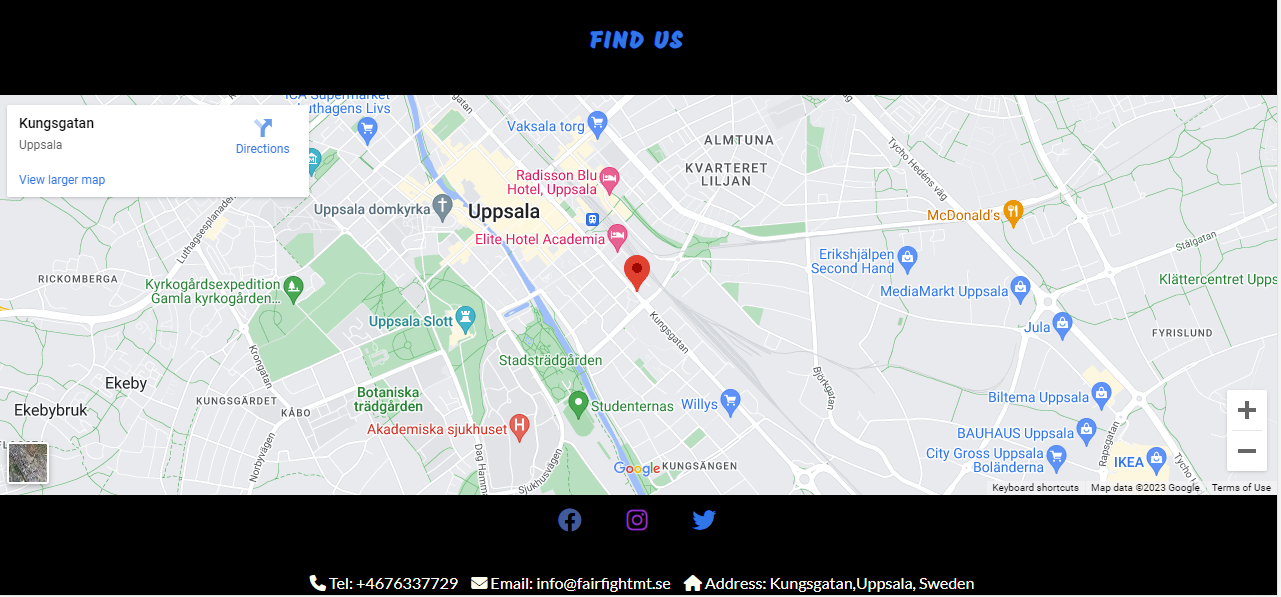 FIND US
Kungsgatan
Uppsala
Directions
View larger map
ICA Supermarket
Luthagens Livs
Vaksala torg
ALMTUNA
KVARTERET
LILJAN
Tycho Hedéns väg
Radisson Blu
Hotel, Uppsala
Uppsala domkyrka
Uppsala
McDonald's
Luthagsesplanaden
Elite Hotel Academia
Stålgatan
Erikshjälpen
Second Hand
RICKOMBERGA
Kyrkogårdsexpedition
Gamla kyrkogården...
Klättercentret Upps
MediaMarkt Uppsala
Uppsala Slott
Kungsgatan
Jula
FYRISLUND
Krongatan
Stadsträdgården
Ekeby
Björkgatan
Botaniska
trädgården
KUNGSGÄRDET
KÅBO
Ekebybruk
Studenternas
Willys
Biltema Uppsala
Akademiska sjukhuset
BAUHAUS Uppsala
Rapsgatan
Norbyvägen
Dag Hamm
Sjukhusvägen
City Gross Uppsala
Boländerna
IKEA
Tycho
Google
KUNGSÄNGEN
Keyboard shortcuts
Map data ©2023 Google
Terms of Use
Tel: +4676337729
Email: info@fairfightmt.se
Address: Kungsgatan,Uppsala, Sweden